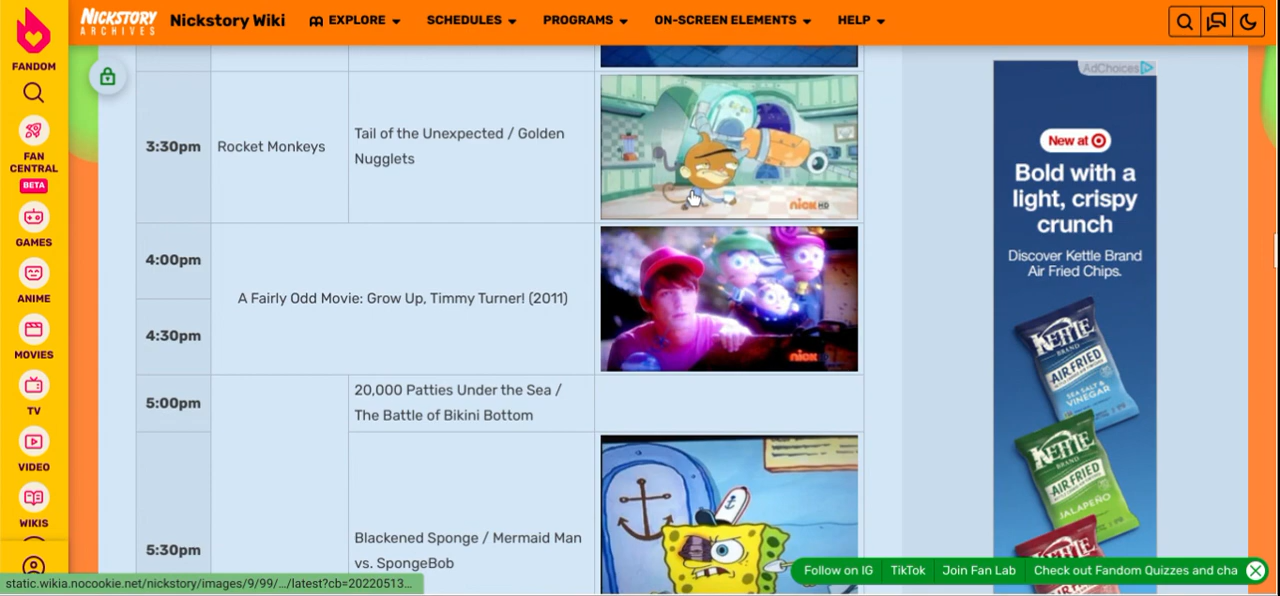 NICKSTORY
ARCHIVES
Nickstory Wiki
EXPLORE
SCHEDULES
PROGRAMS
ON-SCREEN ELEMENTS
HELP
FANDOM
FAN
CENTRAL
BETA
GAMES
ANIME
MOVIES
TV
VIDEO
WIKIS
3:30pm
Rocket Monkeys
Tail of the Unexpected / Golden
Nugglets
nick HD
4:00pm
A Fairly Odd Movie: Grow Up, Timmy Turner! (2011)
4:30pm
nick
5:00pm
20,000 Patties Under the Sea /
The Battle of Bikini Bottom
5:30pm
Blackened Sponge / Mermaid Man
vs. SpongeBob
AdChoices
New at
Bold with a
light, crispy
crunch
Discover Kettle Brand
Air Fried Chips.
KETTLE
BRAND
AIR FRIED
SEA SALT &
VINEGAR
KETTLE
BRAND
AIR FRIED
JALAPEÑO
KETTLE
static.wikia.nocookie.net/nickstory/images/9/99/.../latest?cb=20220513...
Follow on IG
TikTok
Join Fan Lab
Check out Fandom Quizzes and cha